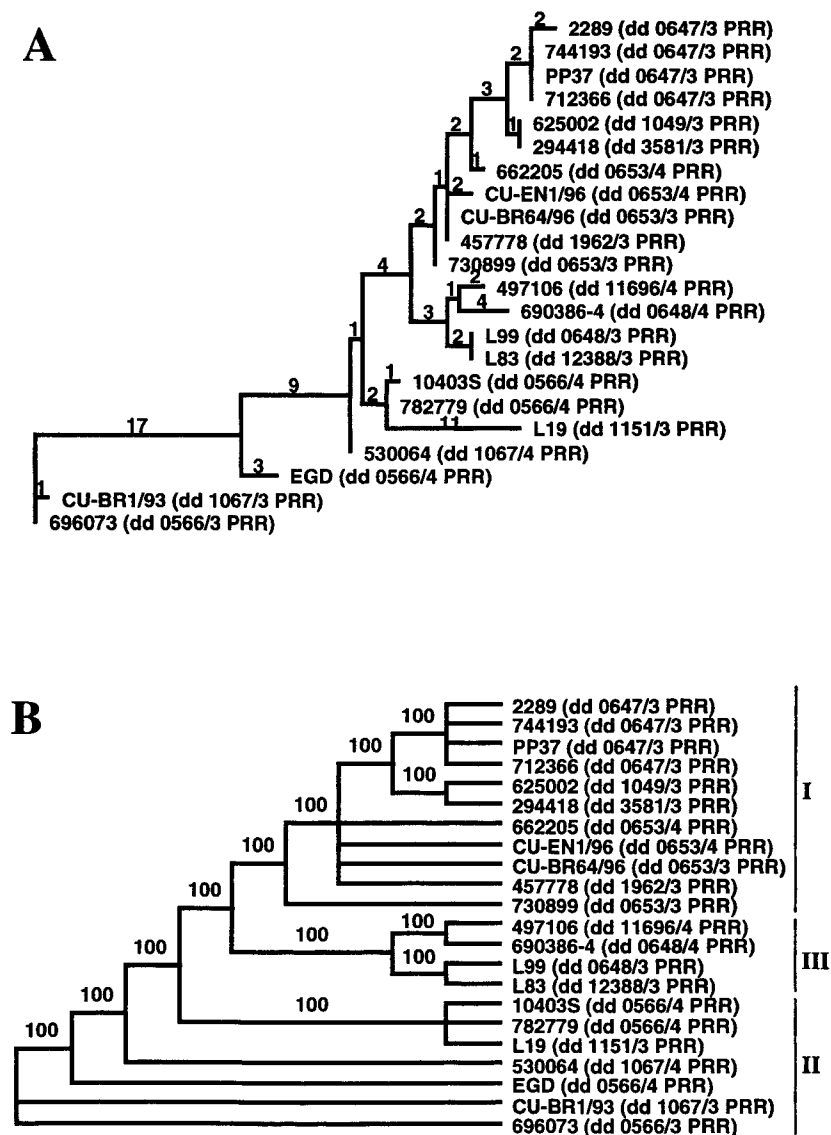 A
2
2289 (dd 0647/3 PRR)
2
744193 (dd 0647/3 PRR)
PP37 (dd 0647/3 PRR)
3
712366 (dd 0647/3 PRR)
2
1
625002 (dd 1049/3 PRR)
294418 (dd 3581/3 PRR)
1
662205 (dd 0653/4 PRR)
1
2
CU-EN1/96 (dd 0653/4 PRR)
2
CU-BR64/96 (dd 0653/3 PRR)
457778 (dd 1962/3 PRR)
4
730899 (dd 0653/3 PRR)
2
1
497106 (dd 11696/4 PRR)
4
3
690386-4 (dd 0648/4 PRR)
1
2
L99 (dd 0648/3 PRR)
L83 (dd 12388/3 PRR)
1
10403S (dd 0566/4 PRR)
9
2
782779 (dd 0566/4 PRR)
17
11
L19 (dd 1151/3 PRR)
530064 (dd 1067/4 PRR)
3
EGD (dd 0566/4 PRR)
1
CU-BR1/93 (dd 1067/3 PRR)
696073 (dd 0566/3 PRR)
B
2289 (dd 0647/3 PRR)
100
744193 (dd 0647/3 PRR)
100
PP37 (dd 0647/3 PRR)
712366 (dd 0647/3 PRR)
100
625002 (dd 1049/3 PRR)
I
294418 (dd 3581/3 PRR)
100
662205 (dd 0653/4 PRR)
100
CU-EN1/96 (dd 0653/4 PRR)
CU-BR64/96 (dd 0653/3 PRR)
457778 (dd 1962/3 PRR)
100
730899 (dd 0653/3 PRR)
100
497106 (dd 11696/4 PRR)
100
690386-4 (dd 0648/4 PRR)
100
100
L99 (dd 0648/3 PRR)
III
L83 (dd 12388/3 PRR)
100
100
10403S (dd 0566/4 PRR)
100
782779 (dd 0566/4 PRR)
L19 (dd 1151/3 PRR)
530064 (dd 1067/4 PRR)
II
EGD (dd 0566/4 PRR)
CU-BR1/93 (dd 1067/3 PRR)
696073 (dd 0566/3 PRR)